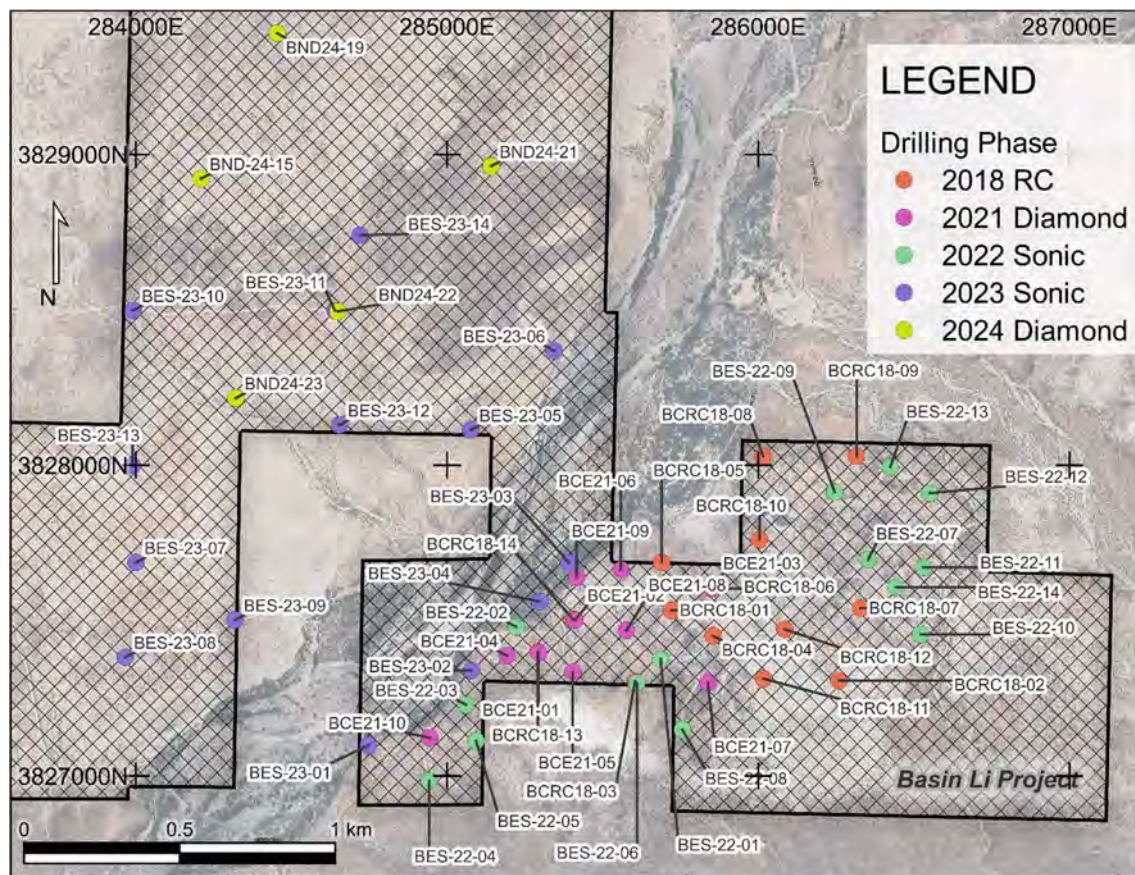 284000E
285000E
286000E
287000E
BND24-19
LEGEND
Drilling Phase
2018 RC
2021 Diamond
2022 Sonic
2023 Sonic
2024 Diamond
3829000N
BND-24-15
BND24-21
BES-23-14
N
BES-23-11
BES-23-10
BND24-22
BES-23-06
BES-22-09
BCRC18-09
BND24-23
BES-23-12
BES-23-05
BCRC18-08
BES-22-13
BES-23-13
3828000N
BCRC18-05
BES-22-12
BCE21-06
BES-23-03
BCRC18-10
BCE21-09
BES-22-07
BCRC18-14
BES-23-07
BCE21-03
BES-22-11
BES-23-04
BCE21-08
BCRC18-06
BES-22-14
BCE21-02
BES-22-02
BCRC18-01
BCRC18-07
BES-23-09
BES-22-10
BCE21-04
BES-23-08
BCRC18-04
BCRC18-12
BES-23-02
BCRC18-02
BES-22-03
BCE21-01
BCRC18-11
BCE21-10
BCRC18-13
BCE21-07
BES-23-01
BCE21-05
3827000N
BES-22-08
Basin Li Project
BCRC18-03
0 0.5 1 km
BES-22-05
BES-22-04
BES-22-06
BES-22-01